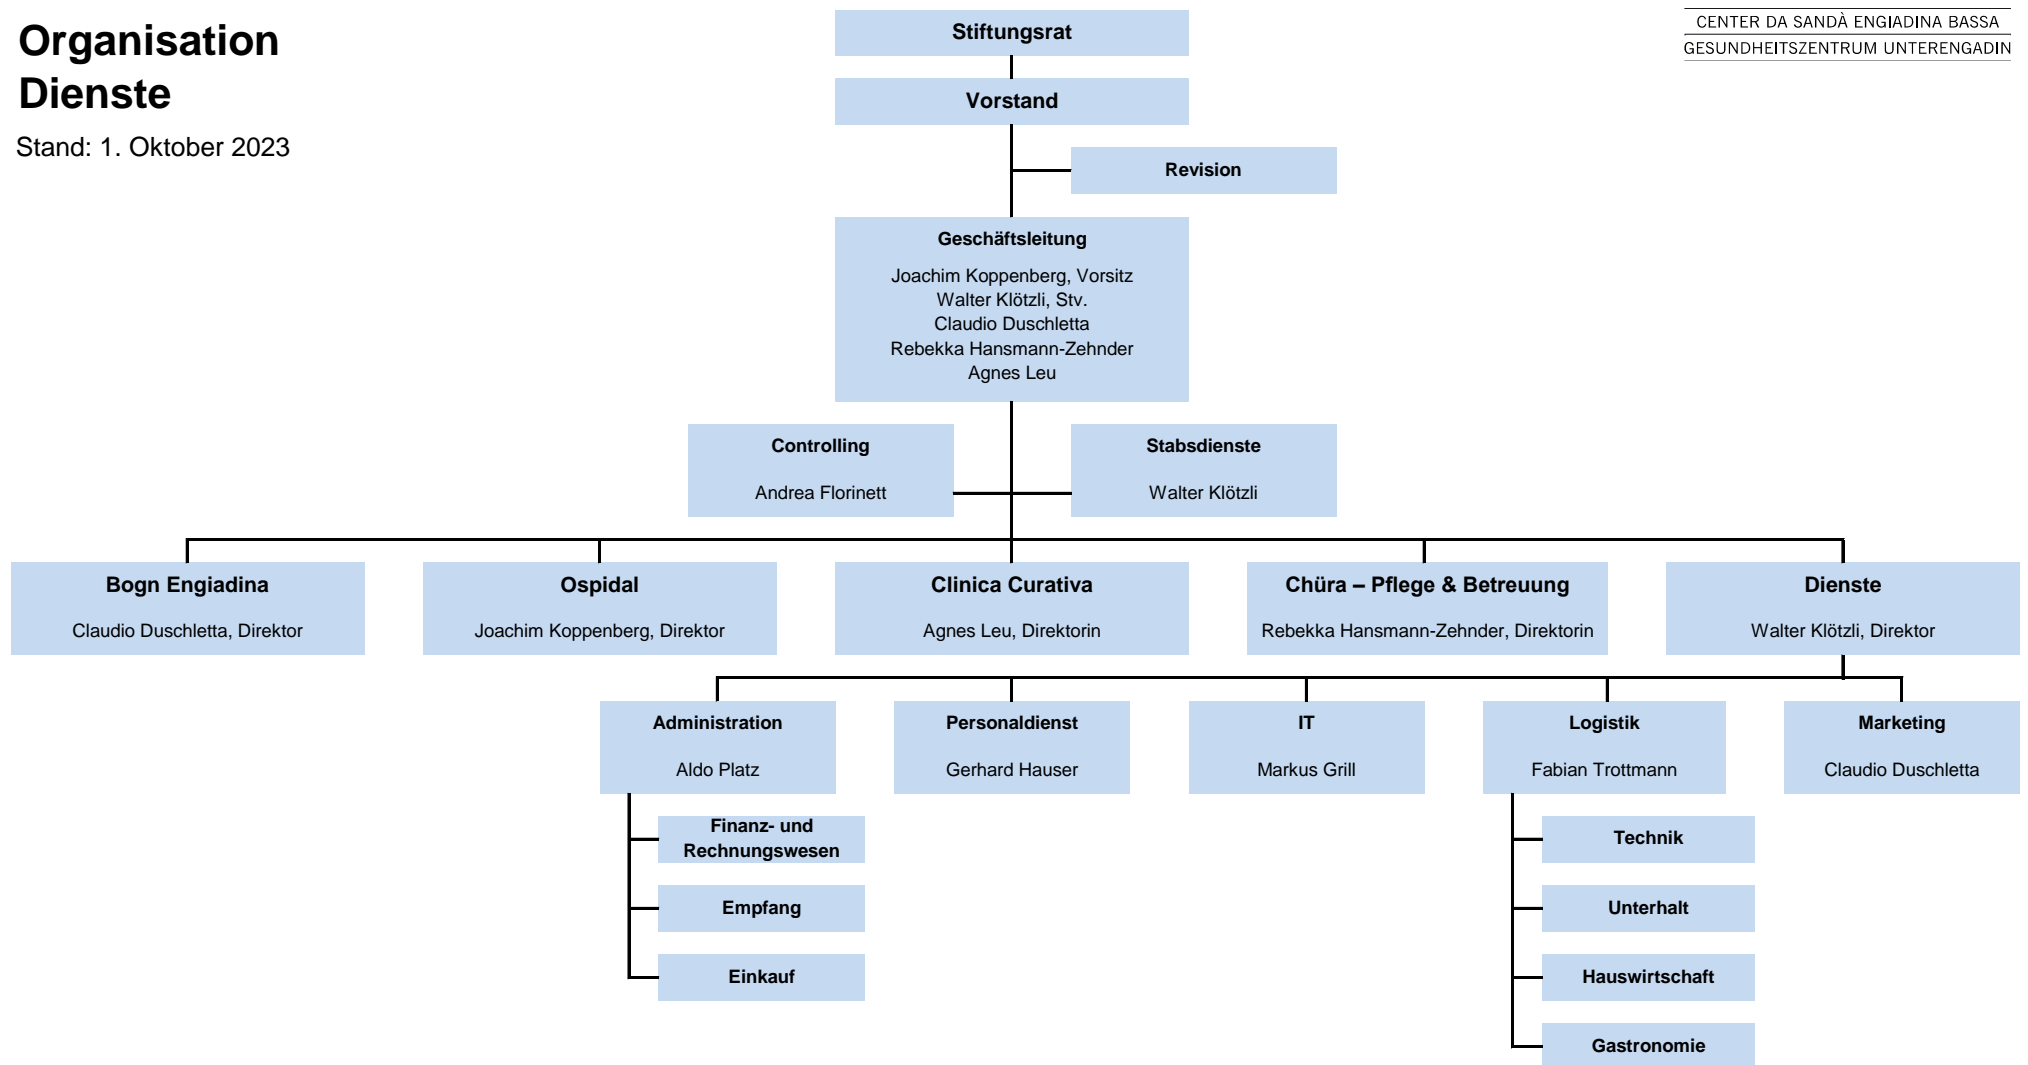 Organisation
Dienste
Stand: 1. Oktober 2023
CENTER DA SANDÀ ENGIADINA BASSA
GESUNDHEITSZENTRUM UNTERENGADIN
Stiftungsrat
Vorstand
Revision
Geschäftsleitung
Joachim Koppenberg, Vorsitz
Walter Klötzli, Stv.
Claudio Duschletta
Rebekka Hansmann-Zehnder
Agnes Leu
Controlling
Andrea Florinett
Stabsdienste
Walter Klötzli
Bogn Engiadina
Claudio Duschletta, Direktor
Ospidal
Joachim Koppenberg, Direktor
Clinica Curativa
Agnes Leu, Direktorin
Chüra – Pflege & Betreuung
Rebekka Hansmann-Zehnder, Direktorin
Dienste
Walter Klötzli, Direktor
Administration
Aldo Platz
Personaldienst
Gerhard Hauser
IT
Markus Grill
Logistik
Fabian Trottmann
Marketing
Claudio Duschletta
Finanz- und
Rechnungswesen
Empfang
Einkauf
Technik
Unterhalt
Hauswirtschaft
Gastronomie